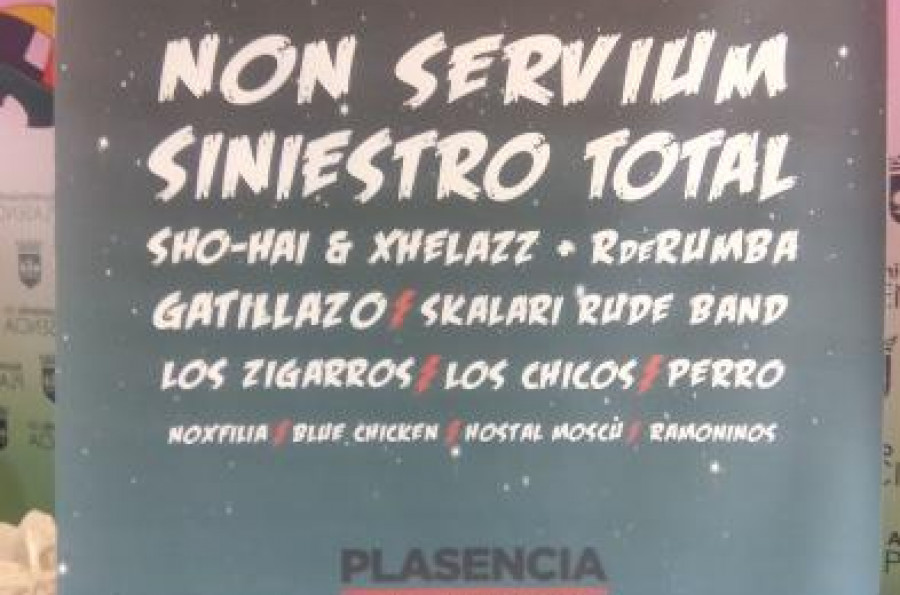 NON SERVIUM
SINIESTRO TOTAL
SHO-HAI & XHELAZZ + RDERUMBA
GATILLAZO / SKALARI RUDE BAND
LOS ZIGARROS / LOS CHICOS / PERRO
NOXFILIA / BLUE CHICKEN / HOSTAL MOSCÜ / RAMONINOS
PLASENCIA